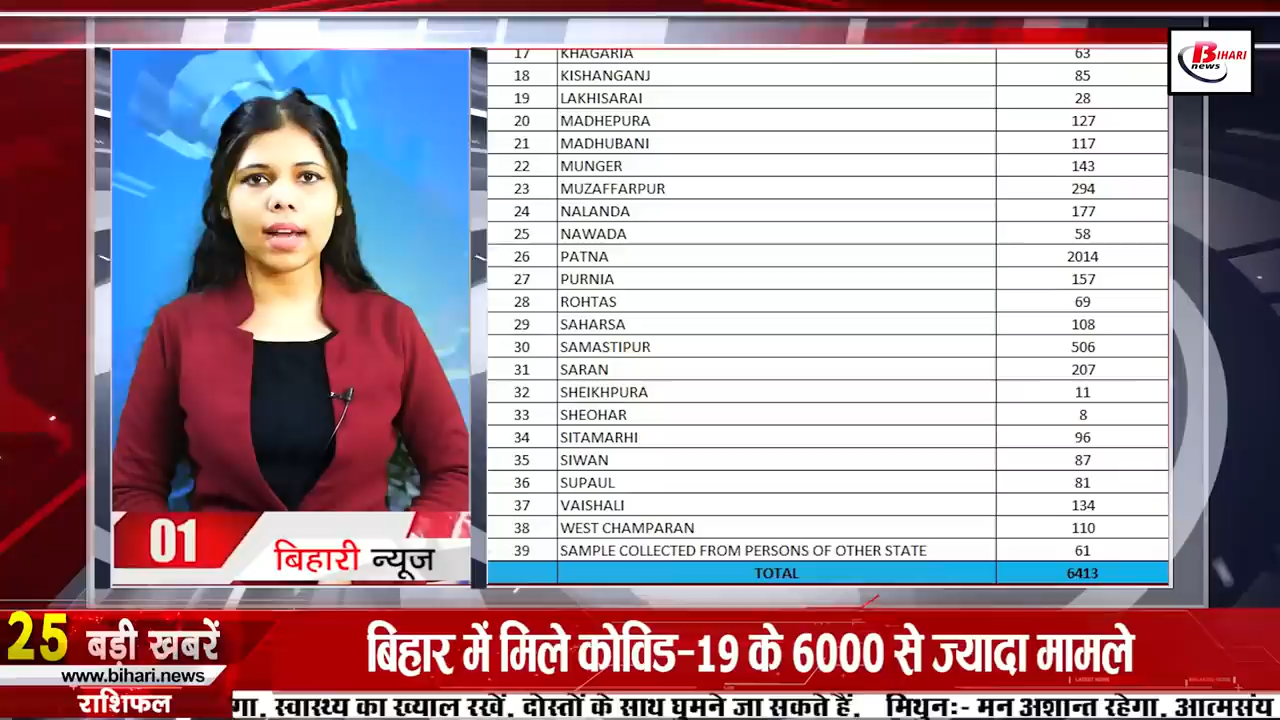 17 KHAGARIA 63
18 KISHANGANJ 85
19 LAKHISARAI 28
20 MADHEPURA 127
21 MADHUBANI 117
22 MUNGER 143
23 MUZAFFARPUR 294
24 NALANDA 177
25 NAWADA 58
26 PATNA 2014
27 PURNIA 157
28 ROHTAS 69
29 SAHARSA 108
30 SAMASTIPUR 506
31 SARAN 207
32 SHEIKHPURA 11
33 SHEOHAR 8
34 SITAMARHI 96
35 SIWAN 87
36 SUPAUL 81
37 VAISHALI 134
38 WEST CHAMPARAN 110
39 SAMPLE COLLECTED FROM PERSONS OF OTHER STATE 61
TOTAL 6413
BIHARI
news
01
बिहारी न्यूज
25 बड़ी खबरें
www.bihari.news
बिहार में मिले कोविड-19 के 6000 से ज्यादा मामले
LATEST NEWS
राशिफल
गा. स्वास्थ्य का ख्याल रखें. दोस्तों के साथ घुमने जा सकते हैं. मिथुनः- मन अशान्त रहेगा, आत्मसंय